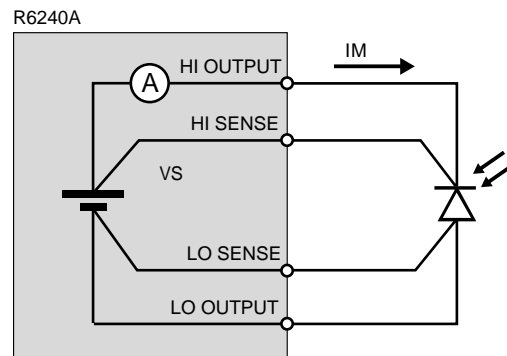 R6240A
HI OUTPUT
IM
A
HI SENSE
VS
LO SENSE
LO OUTPUT